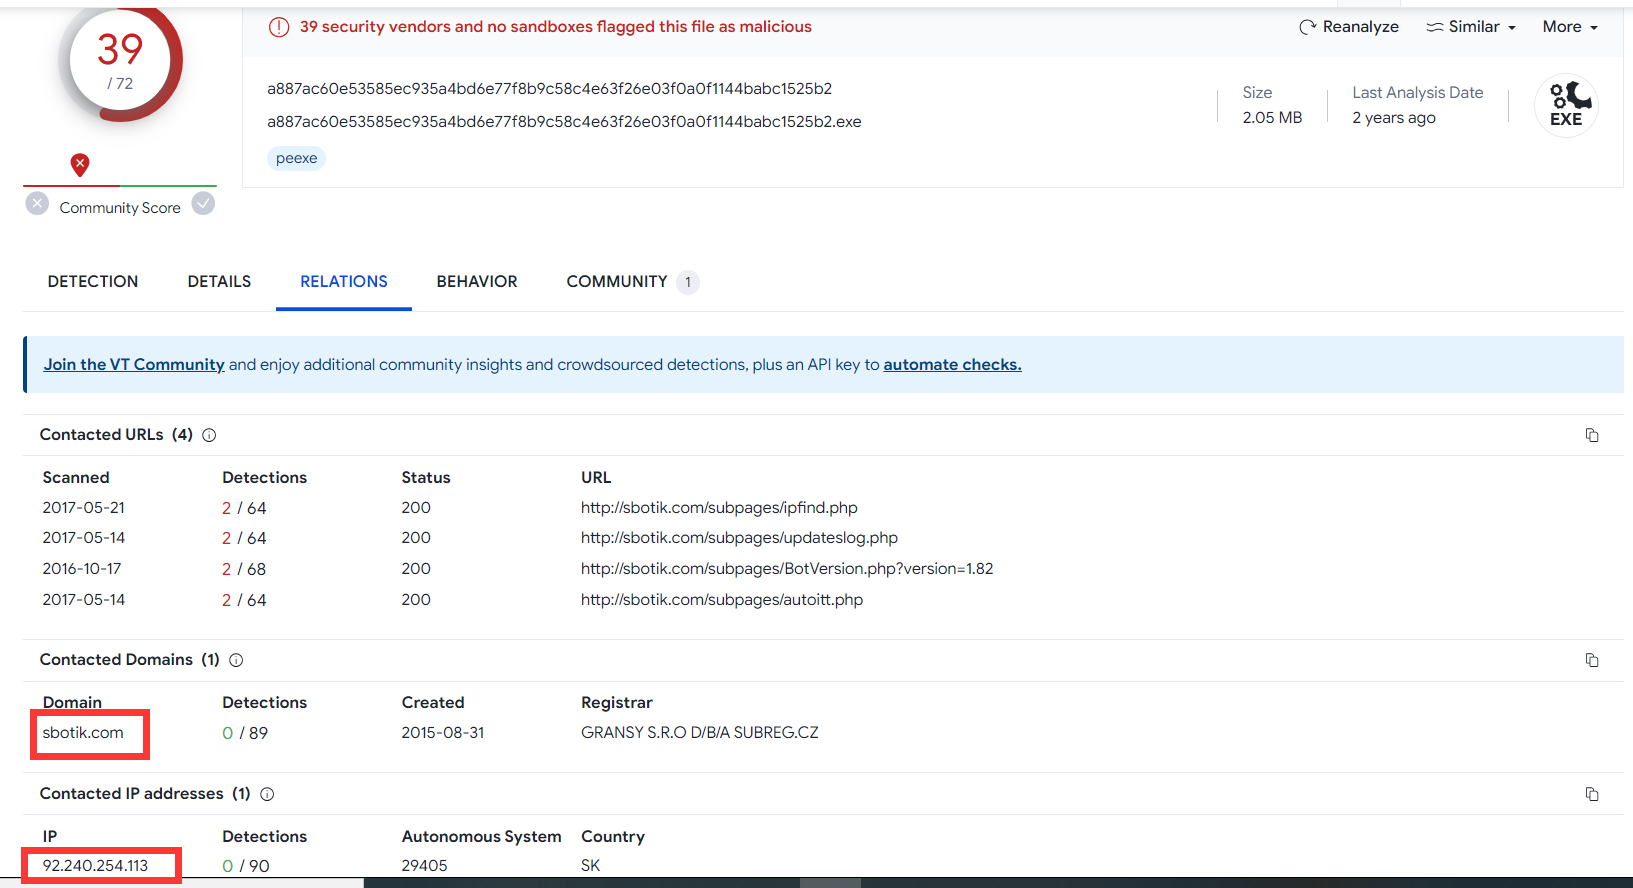 39
/ 72
39 security vendors and no sandboxes flagged this file as malicious
Reanalyze Similar More
a887ac60e53585ec935a4bd6e77f8b9c58c4e63f26e03f0a0f1144babc1525b2
a887ac60e53585ec935a4bd6e77f8b9c58c4e63f26e03f0a0f1144babc1525b2.exe
peexe
Size
2.05 MB
Last Analysis Date
2 years ago
EXE
Community Score
DETECTION DETAILS RELATIONS BEHAVIOR COMMUNITY 1
Join the VT Community and enjoy additional community insights and crowdsourced detections, plus an API key to automate checks.
Contacted URLs (4)
Scanned Detections Status URL
2017-05-21 2 / 64 200 http://sbotik.com/subpages/ipfind.php
2017-05-14 2 / 64 200 http://sbotik.com/subpages/updateslog.php
2016-10-17 2 / 68 200 http://sbotik.com/subpages/BotVersion.php?version=1.82
2017-05-14 2 / 64 200 http://sbotik.com/subpages/autoitt.php
Contacted Domains (1)
Domain Detections Created Registrar
sbotik.com 0 / 89 2015-08-31 GRANSY S.R.O D/B/A SUBREG.CZ
Contacted IP addresses (1)
IP Detections Autonomous System Country
92.240.254.113 0 / 90 29405 SK